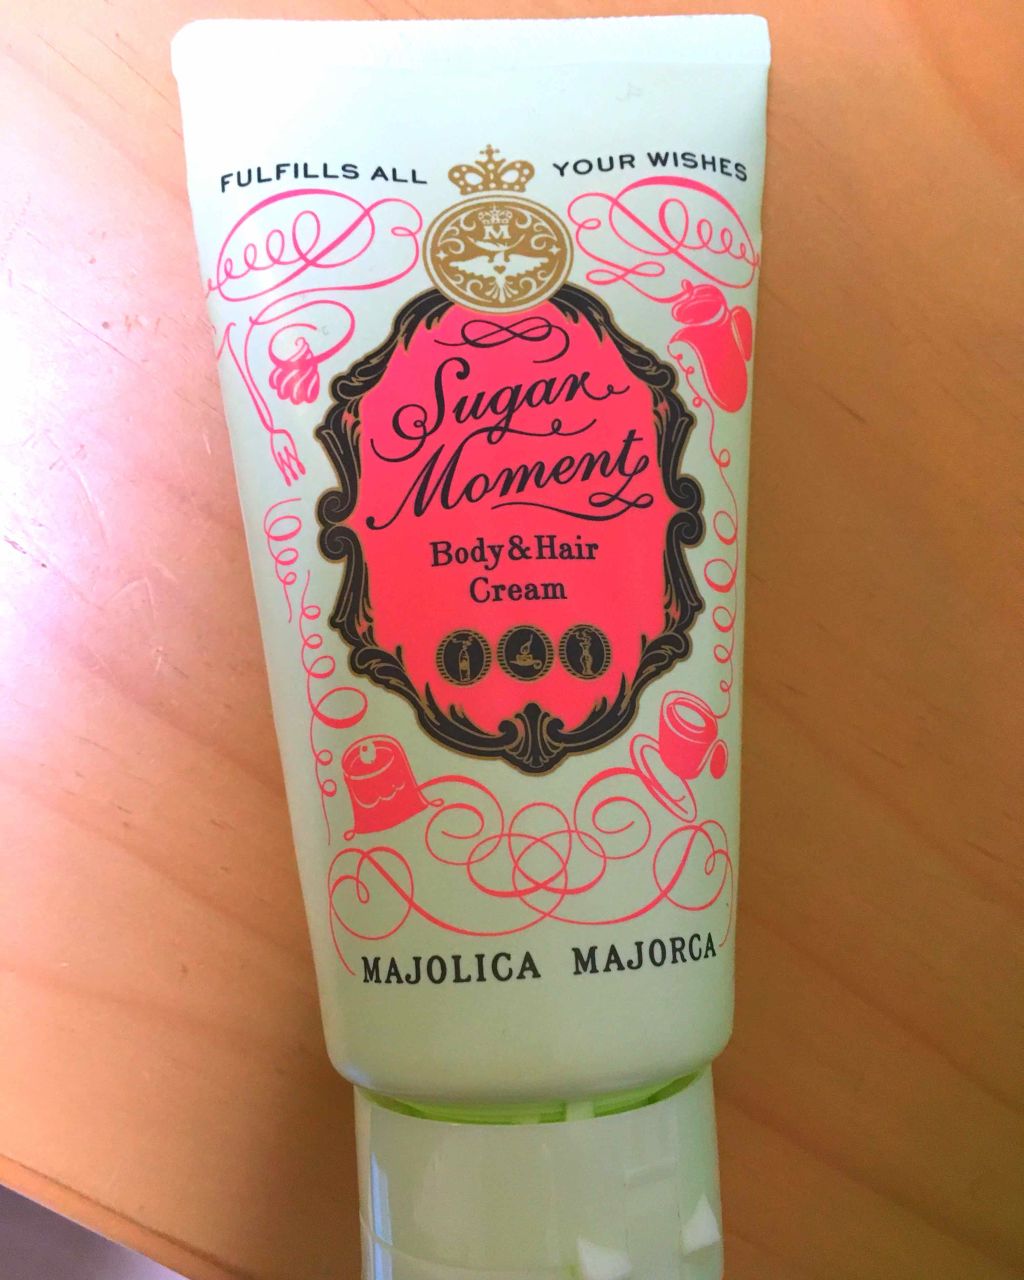 FULFILLS ALL YOUR WISHES
M
Sugar
Moment
Body & Hair
Cream
MAJOLICA MAJORCA